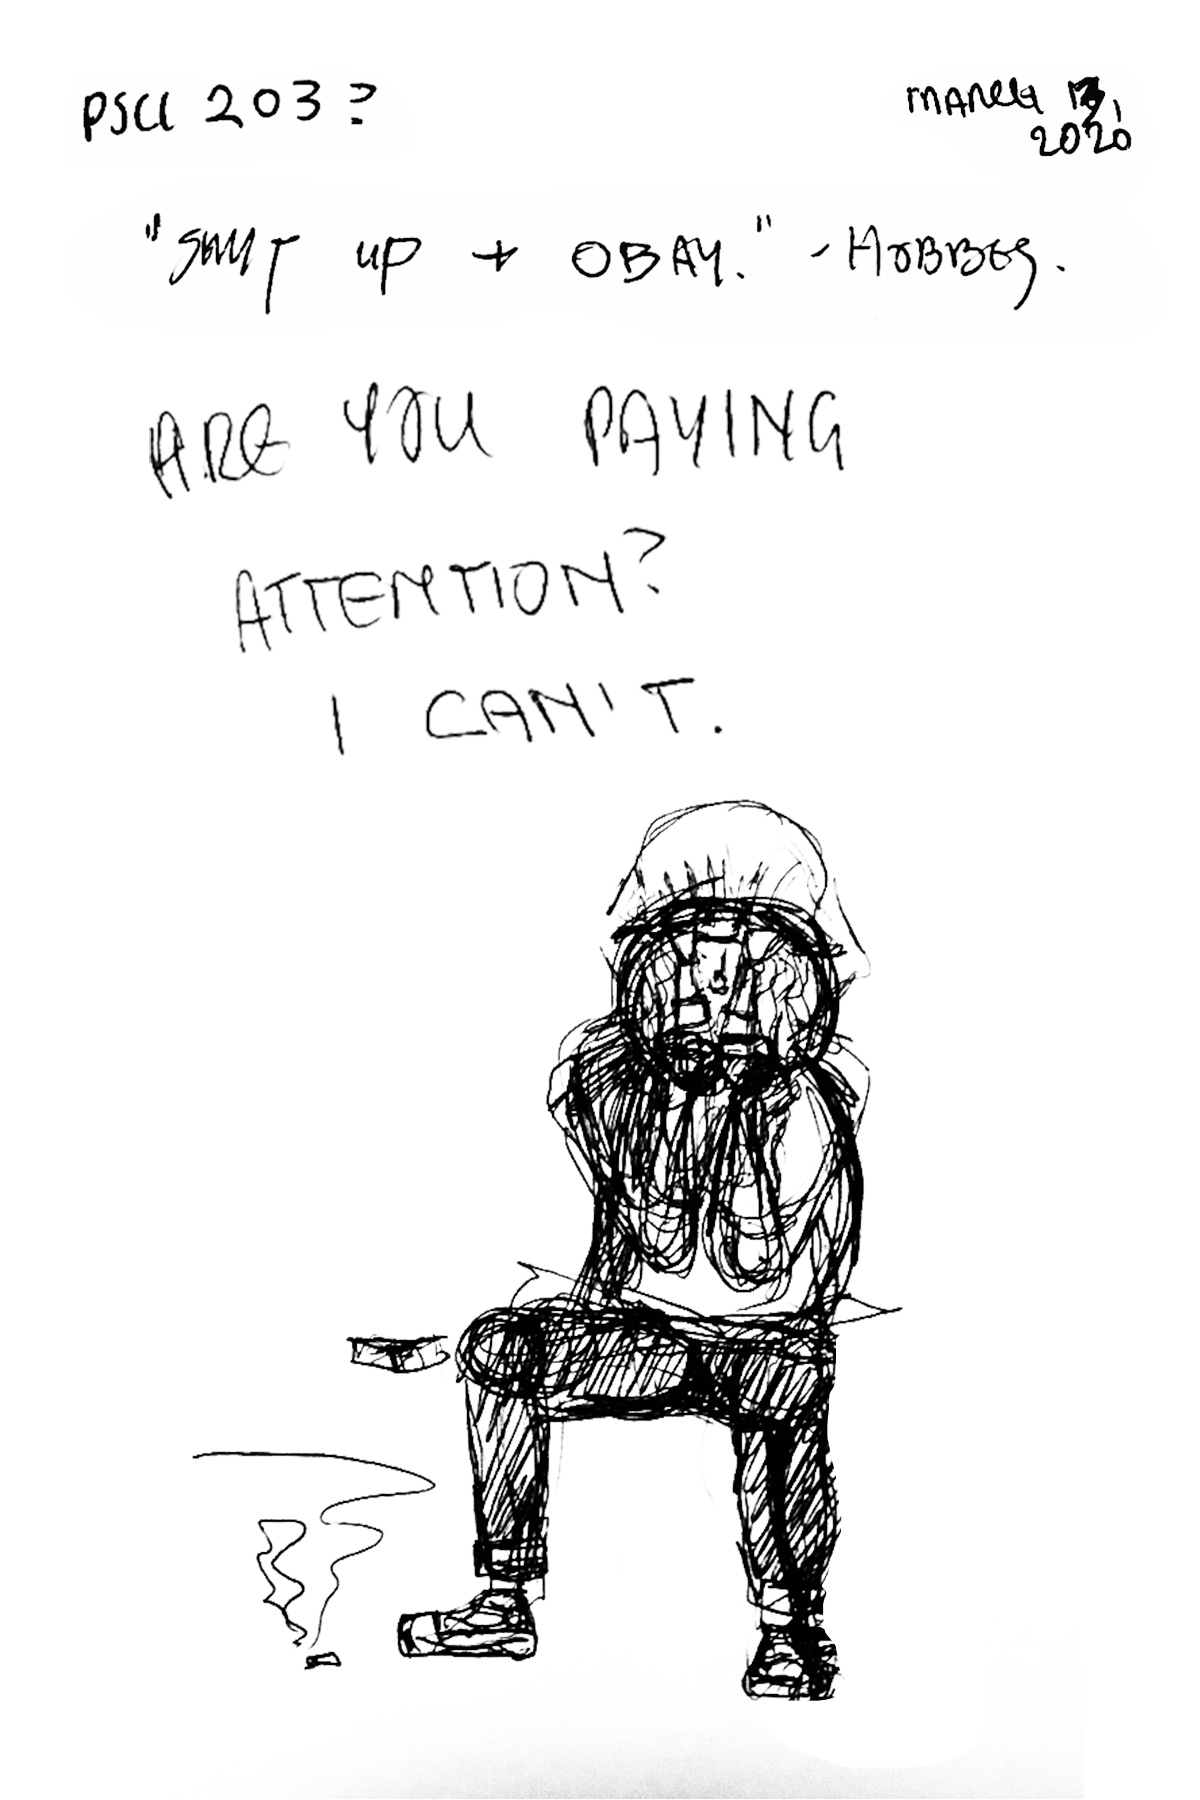 PSCI 203?
MARCH 13,
2020
"SHUT UP + OBAY." - HOBBES.
ARE YOU PAYING
ATTENTION?
I CAN'T.